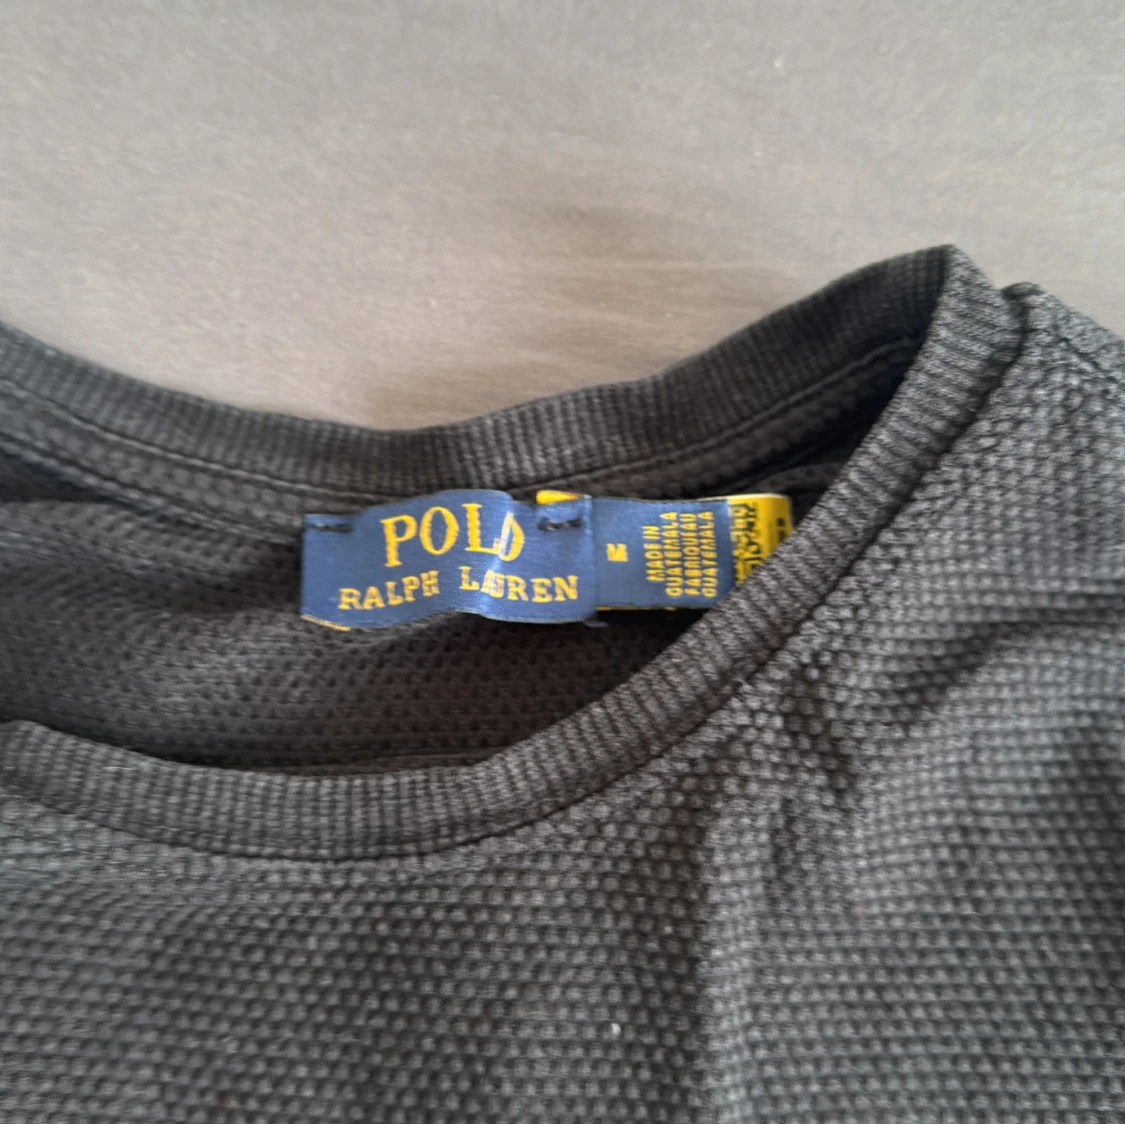 POLO
RALPH LAUREN
M
MADE IN
GUATEMALA
FABRIQUÉ AU
GUATEMALA